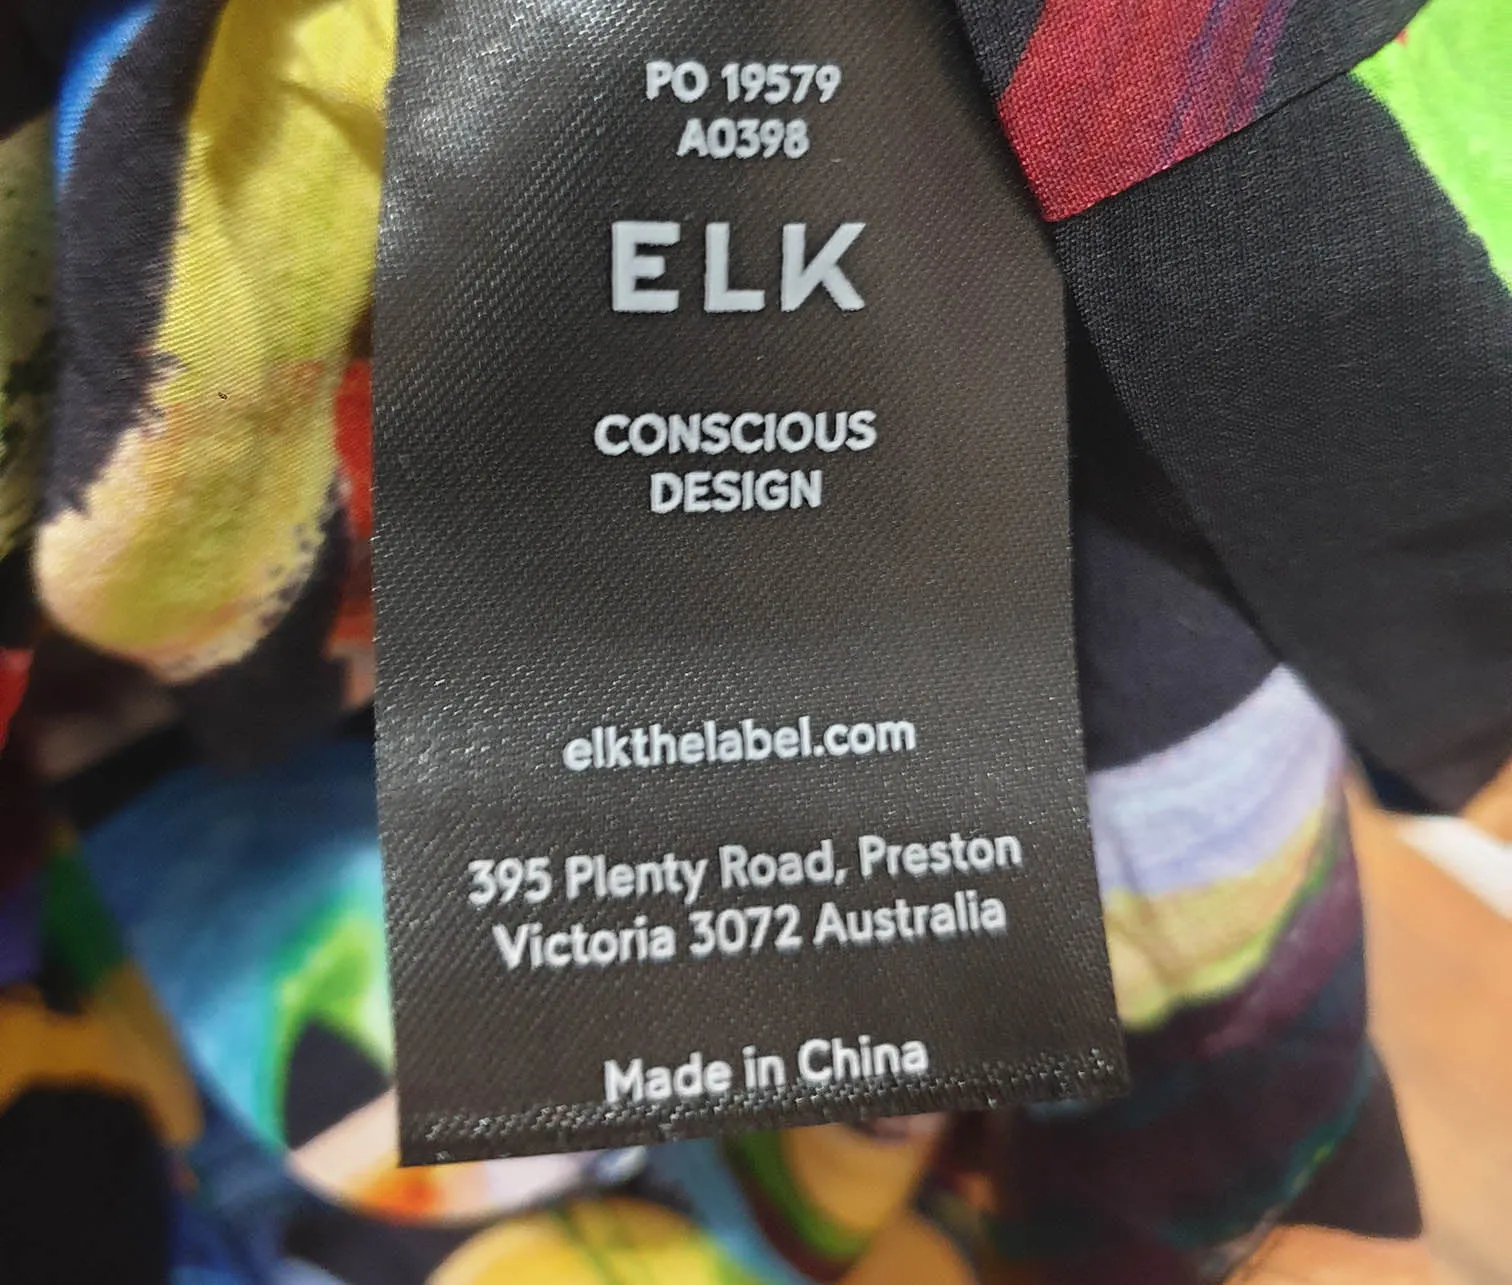 PO 19579
A0398
ELK
CONSCIOUS
DESIGN
elkthelabel.com
395 Plenty Road, Preston
Victoria 3072 Australia
Made in China